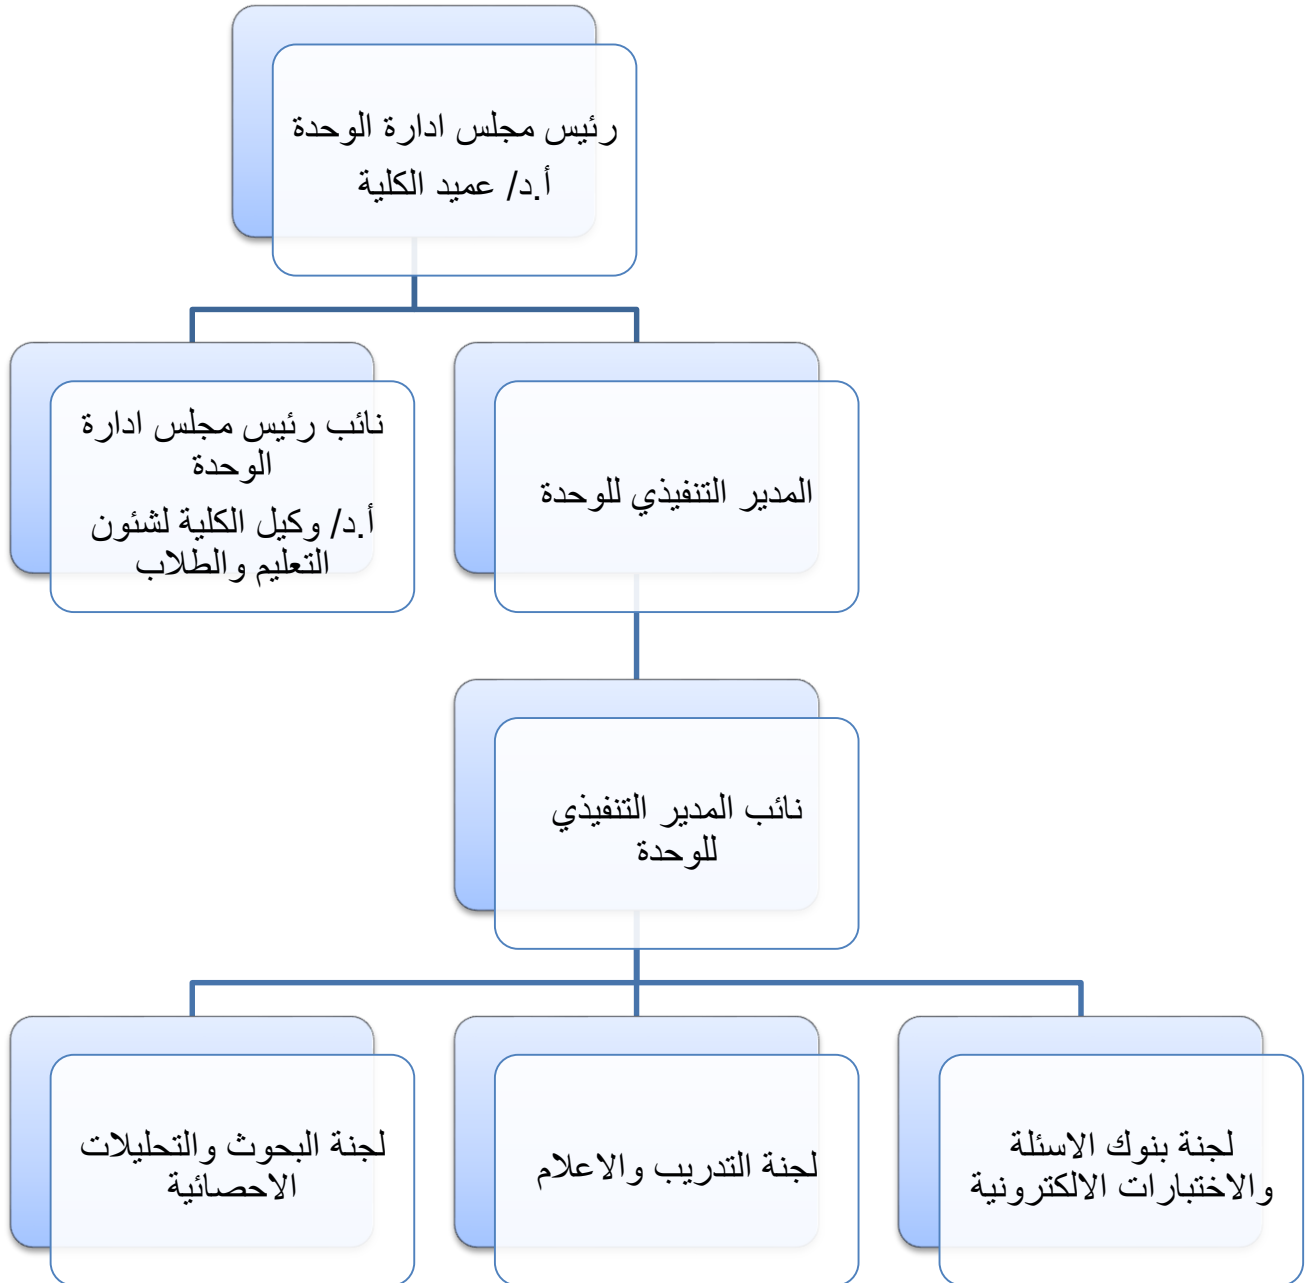 رئيس مجلس ادارة الوحدة
أ.د/ عميد الكلية
المدير التنفيذي للوحدة
نائب رئيس مجلس ادارة
الوحدة
أ.د/ وكيل الكلية لشئون
التعليم والطلاب
نائب المدير التنفيذي
للوحدة
لجنة بنوك الاسئلة
والاختبارات الالكترونية
لجنة التدريب والاعلام
لجنة البحوث والتحليلات
الاحصائية